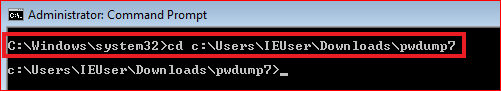 Administrator: Command Prompt
C:\Windows\system32>cd c:\Users\IEUser\Downloads\pwdump7
c:\Users\IEUser\Downloads\pwdump7>_